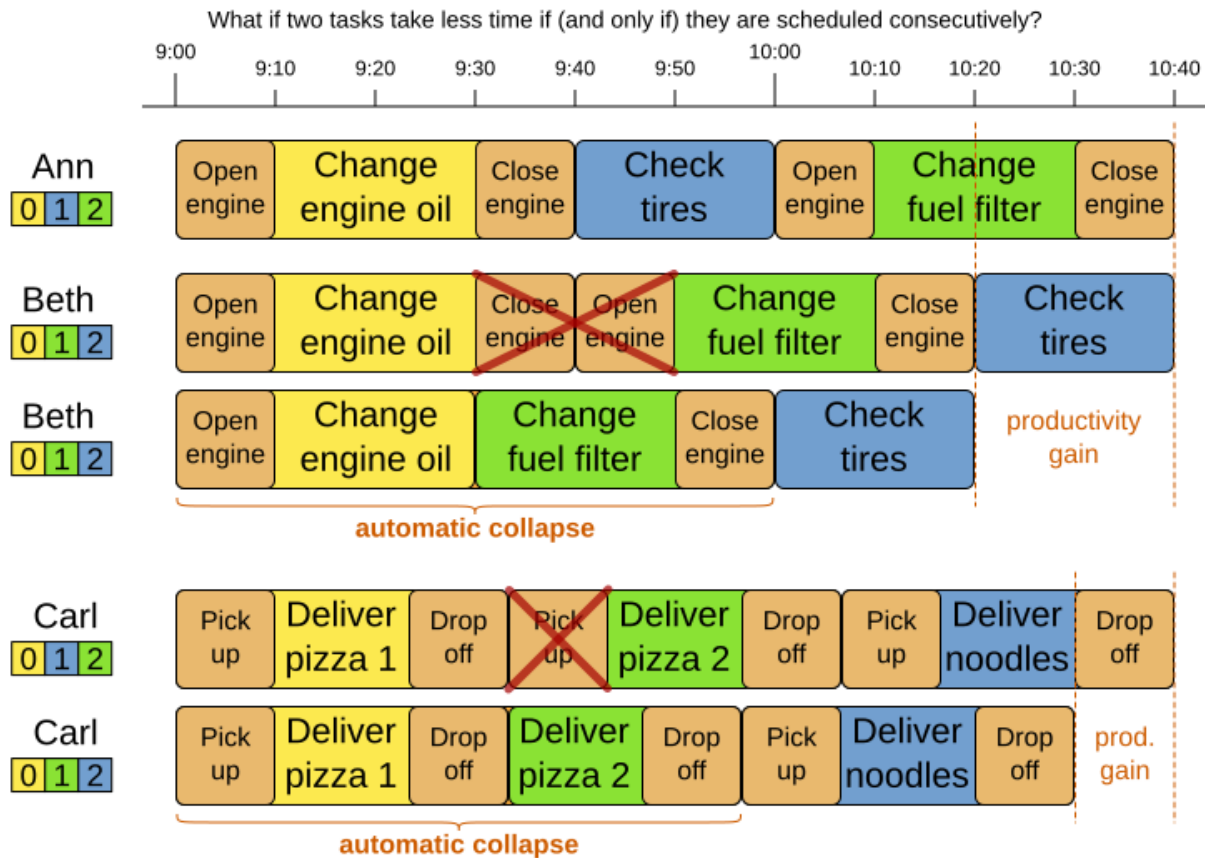 What if two tasks take less time if (and only if) they are scheduled consecutively?
9:00 9:10 9:20 9:30 9:40 9:50 10:00 10:10 10:20 10:30 10:40
Ann
0 1 2
Open engine
Change engine oil
Close engine
Check tires
Open engine
Change fuel filter
Close engine
Beth
0 1 2
Open engine
Change engine oil
Close engine
Open engine
Change fuel filter
Close engine
Check tires
Beth
0 1 2
Open engine
Change engine oil
Change fuel filter
Close engine
Check tires
productivity gain
automatic collapse
Carl
0 1 2
Pick up
Deliver pizza 1
Drop off
Pick up
Deliver pizza 2
Drop off
Pick up
Deliver noodles
Drop off
Carl
0 1 2
Pick up
Deliver pizza 1
Drop off
Deliver pizza 2
Drop off
Pick up
Deliver noodles
Drop off
prod. gain
automatic collapse